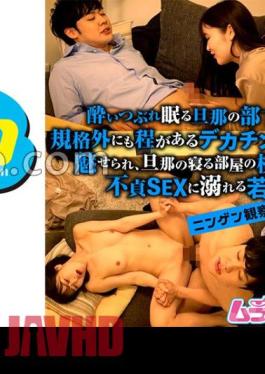 酔いつぶれ眠る旦那の部
規格外にも程があるデカチン
魅せられ、旦那の寝る部屋の
不貞SEXに溺れる若
ニンゲン観察
JAVHD